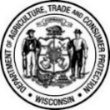 DEPARTMENT OF AGRICULTURE, TRADE AND CONSUMER PROTECTION
• WISCONSIN •